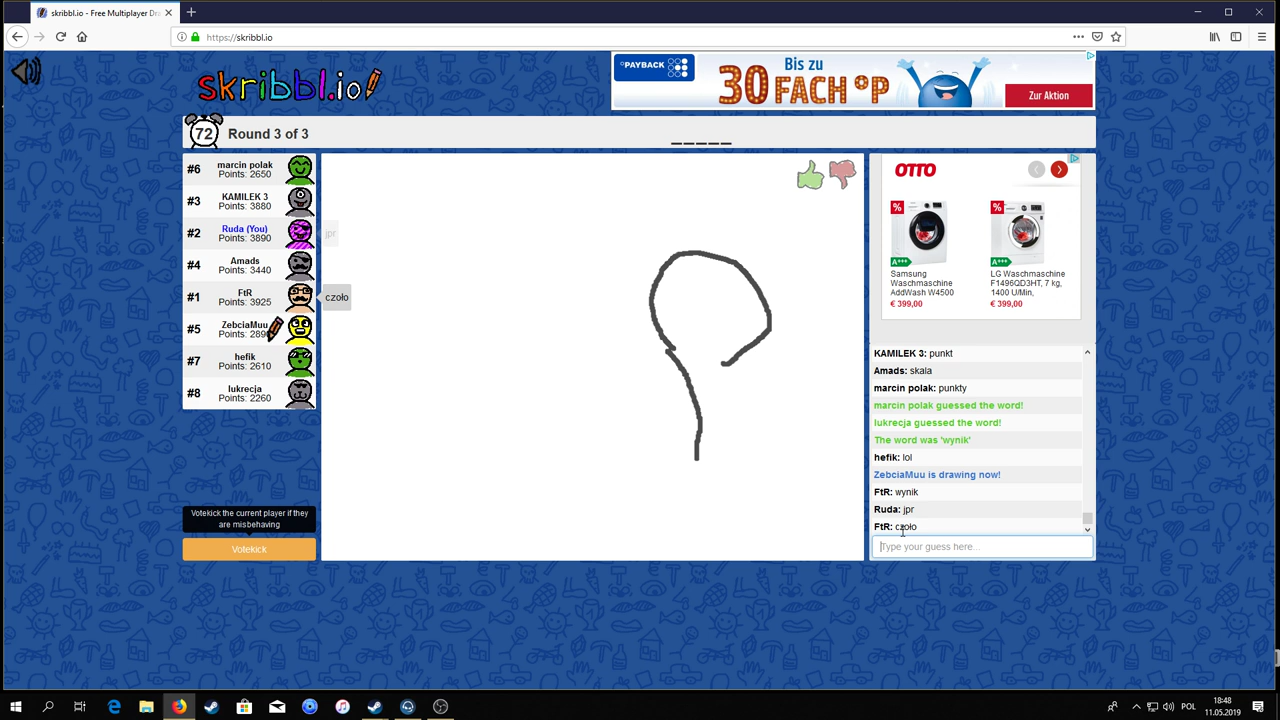 skribbl.io - Free Multiplayer Dra
https://skribbl.io
skribbl.io
°PAYBACK
Bis zu
30 FACH °P
Zur Aktion
72
Round 3 of 3
_ _ _ _ _
#6
marcin polak
Points: 2650
#3
KAMILEK 3
Points: 3880
#2
Ruda (You)
Points: 3890
jpr
#4
Amads
Points: 3440
#1
FtR
Points: 3925
czoło
#5
ZebciaMuu
Points: 289
#7
hefik
Points: 2610
#8
lukrecja
Points: 2260
Votekick the current player if they
are misbehaving
Votekick
OTTO
%
A***
Samsung
Waschmaschine
AddWash W4500
€ 399,00
%
A***
LG Waschmaschine
F1496QD3HT, 7 kg,
1400 U/Min,
€ 399,00
KAMILEK 3: punkt
Amads: skala
marcin polak: punkty
marcin polak guessed the word!
lukrecja guessed the word!
The word was 'wynik'
hefik: lol
ZebciaMuu is drawing now!
FtR: wynik
Ruda: jpr
FtR: czoło
Type your guess here...
POL
18:48
11.05.2019